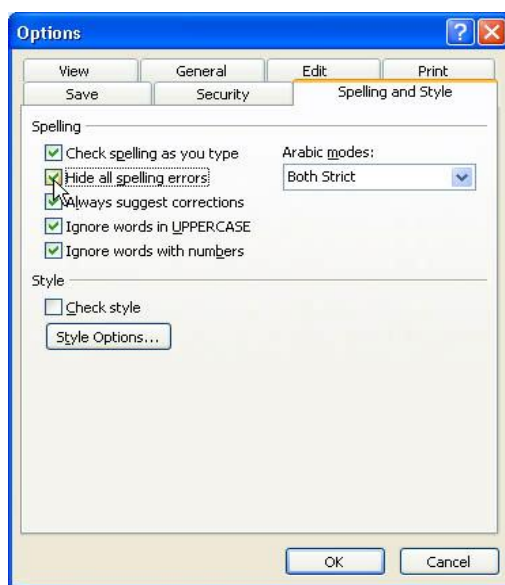 Options
View General Edit Print
Save Security Spelling and Style
Spelling
Check spelling as you type Arabic modes:
Hide all spelling errors Both Strict
Always suggest corrections
Ignore words in UPPERCASE
Ignore words with numbers
Style
Check style
Style Options...
OK Cancel